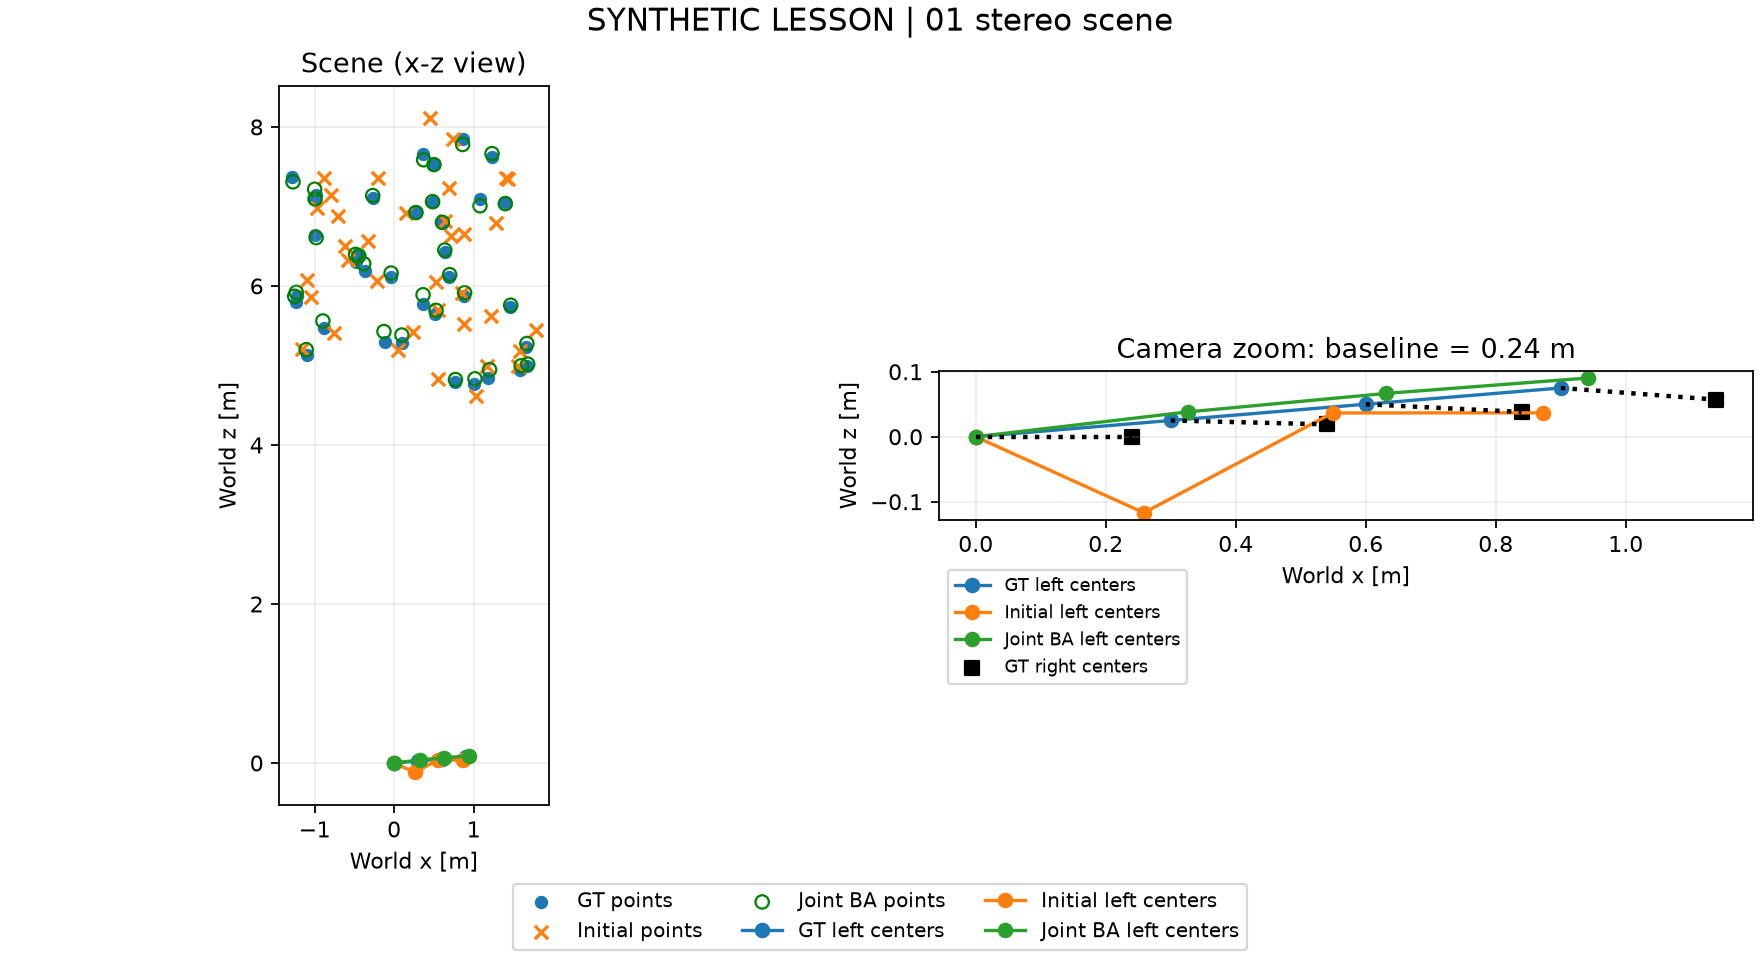 SYNTHETIC LESSON | 01 stereo scene
Scene (x-z view)
8
6
4
2
0
−1 0 1
World z [m]
World x [m]
Camera zoom: baseline = 0.24 m
0.1
0.0
−0.1
0.0 0.2 0.4 0.6 0.8 1.0
World z [m]
World x [m]
GT left centers
Initial left centers
Joint BA left centers
GT right centers
GT points Joint BA points Initial left centers
Initial points GT left centers Joint BA left centers